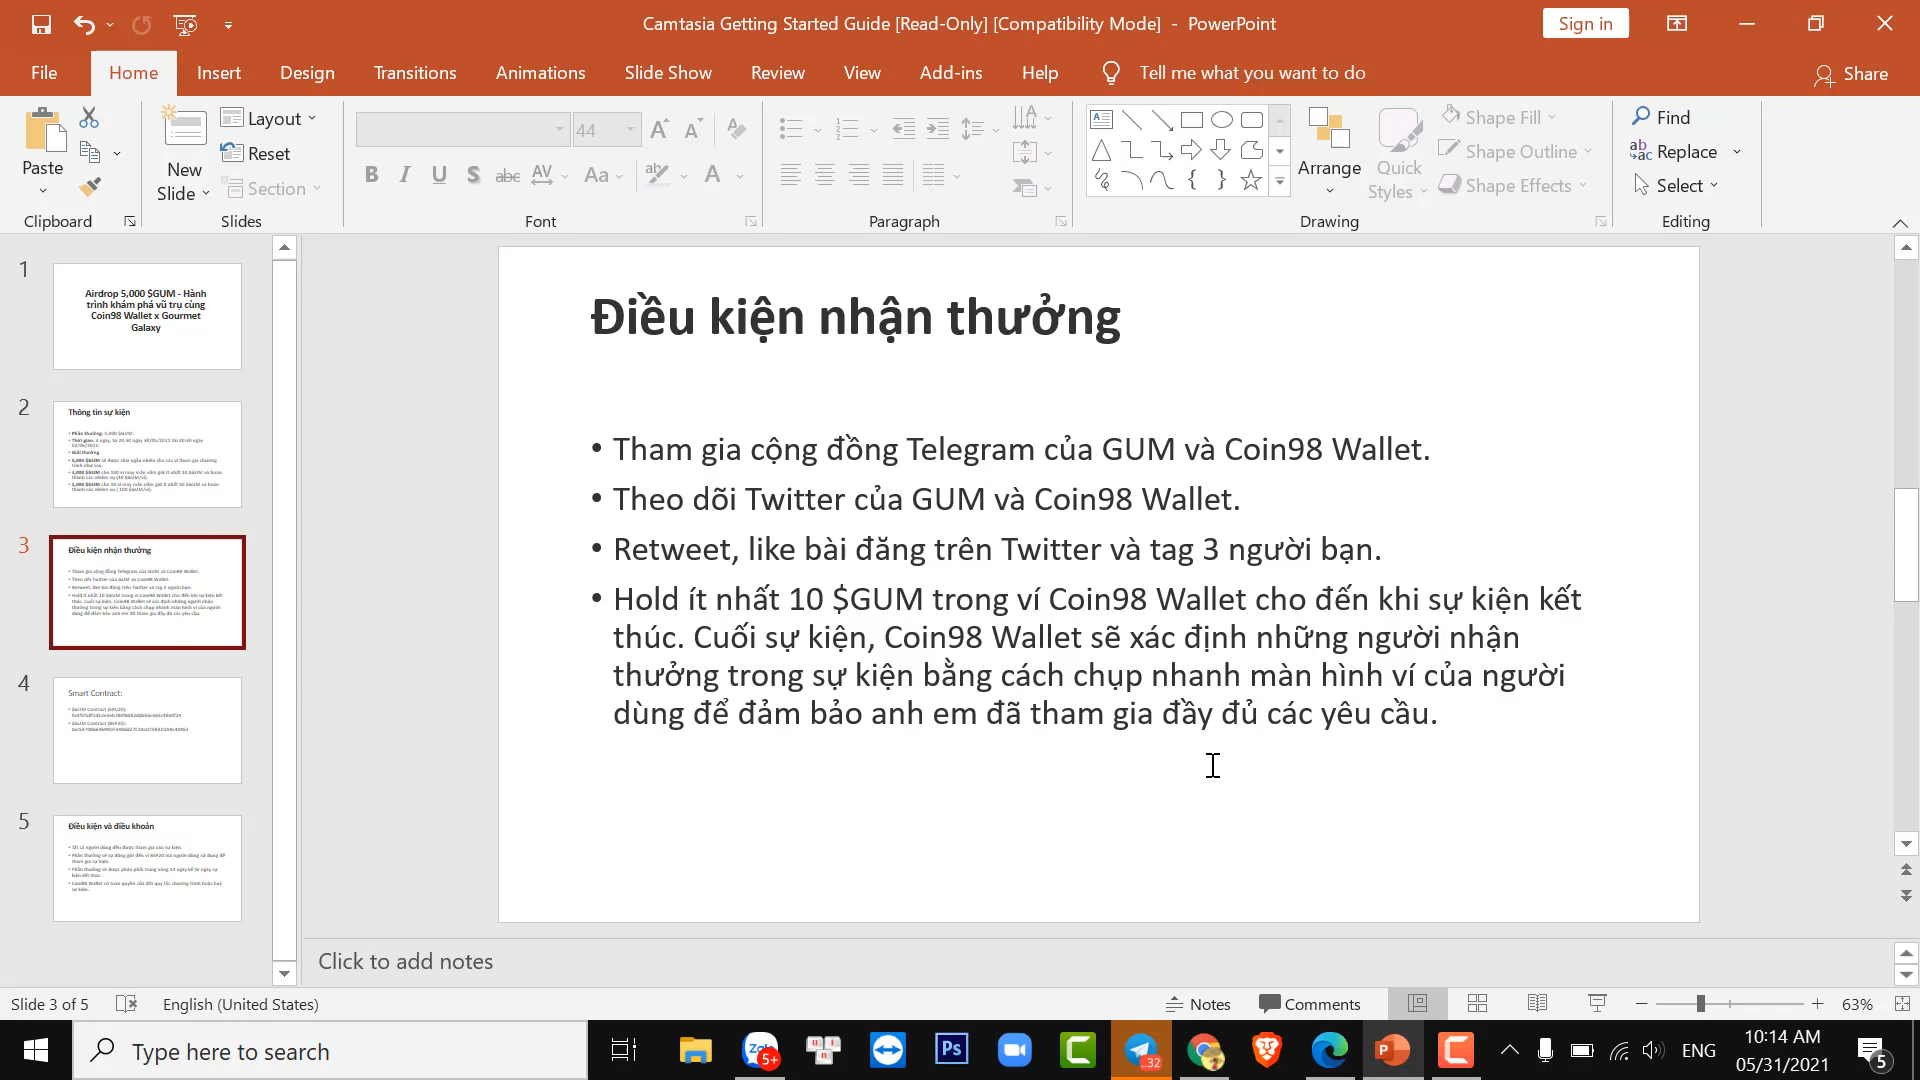 Camtasia Getting Started Guide [Read-Only] [Compatibility Mode] - PowerPoint
Sign in
File Home Insert Design Transitions Animations Slide Show Review View Add-ins Help Tell me what you want to do Share
Paste
New Slide
Layout
Reset
Section
44
Arrange
Quick Styles
Shape Fill
Shape Outline
Shape Effects
Find
Replace
Select
Clipboard Slides Font Paragraph Drawing Editing
1
Airdrop 5,000 $GUM - Hành
trình khám phá vũ trụ cùng
Coin98 Wallet x Gourmet
Galaxy
2
Thông tin sự kiện
3
Điều kiện nhận thưởng
4
Smart Contract:
5
Điều kiện và điều khoản
Điều kiện nhận thưởng
• Tham gia cộng đồng Telegram của GUM và Coin98 Wallet.
• Theo dõi Twitter của GUM và Coin98 Wallet.
• Retweet, like bài đăng trên Twitter và tag 3 người bạn.
• Hold ít nhất 10 $GUM trong ví Coin98 Wallet cho đến khi sự kiện kết
thúc. Cuối sự kiện, Coin98 Wallet sẽ xác định những người nhận
thưởng trong sự kiện bằng cách chụp nhanh màn hình ví của người
dùng để đảm bảo anh em đã tham gia đầy đủ các yêu cầu.
Click to add notes
Slide 3 of 5 English (United States) Notes Comments 63%
Type here to search
ENG
10:14 AM
05/31/2021
5